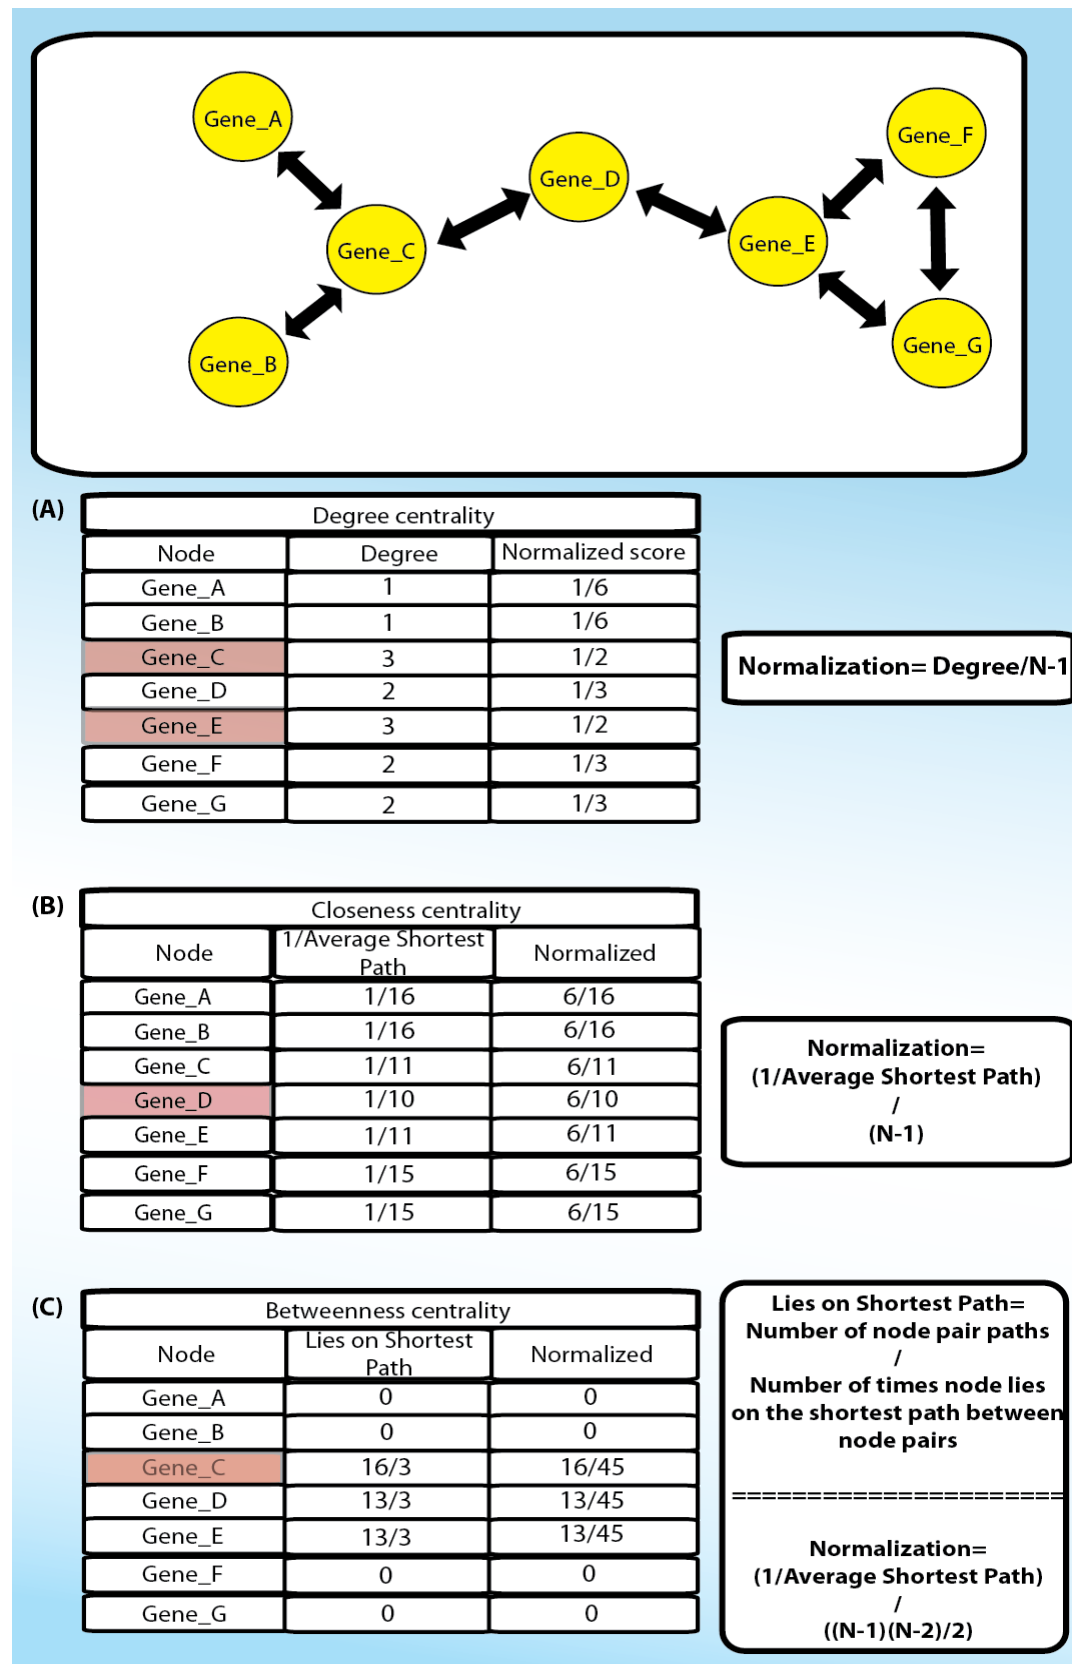 Gene_A
Gene_F
Gene_D
Gene_E
Gene_C
Gene_G
Gene_B
(A)
Degree centrality
Node Degree Normalized score
Gene_A 1 1/6
Gene_B 1 1/6
Gene_C 3 1/2
Gene_D 2 1/3
Gene_E 3 1/2
Gene_F 2 1/3
Gene_G 2 1/3
Normalization= Degree/N-1
(B)
Closeness centrality
Node 1/Average Shortest Path Normalized
Gene_A 1/16 6/16
Gene_B 1/16 6/16
Gene_C 1/11 6/11
Gene_D 1/10 6/10
Gene_E 1/11 6/11
Gene_F 1/15 6/15
Gene_G 1/15 6/15
Normalization=
(1/Average Shortest Path)
/
(N-1)
(C)
Betweenness centrality
Node Lies on Shortest Path Normalized
Gene_A 0 0
Gene_B 0 0
Gene_C 16/3 16/45
Gene_D 13/3 13/45
Gene_E 13/3 13/45
Gene_F 0 0
Gene_G 0 0
Lies on Shortest Path=
Number of node pair paths
/
Number of times node lies
on the shortest path between
node pairs
=======================
Normalization=
(1/Average Shortest Path)
/
((N-1)(N-2)/2)